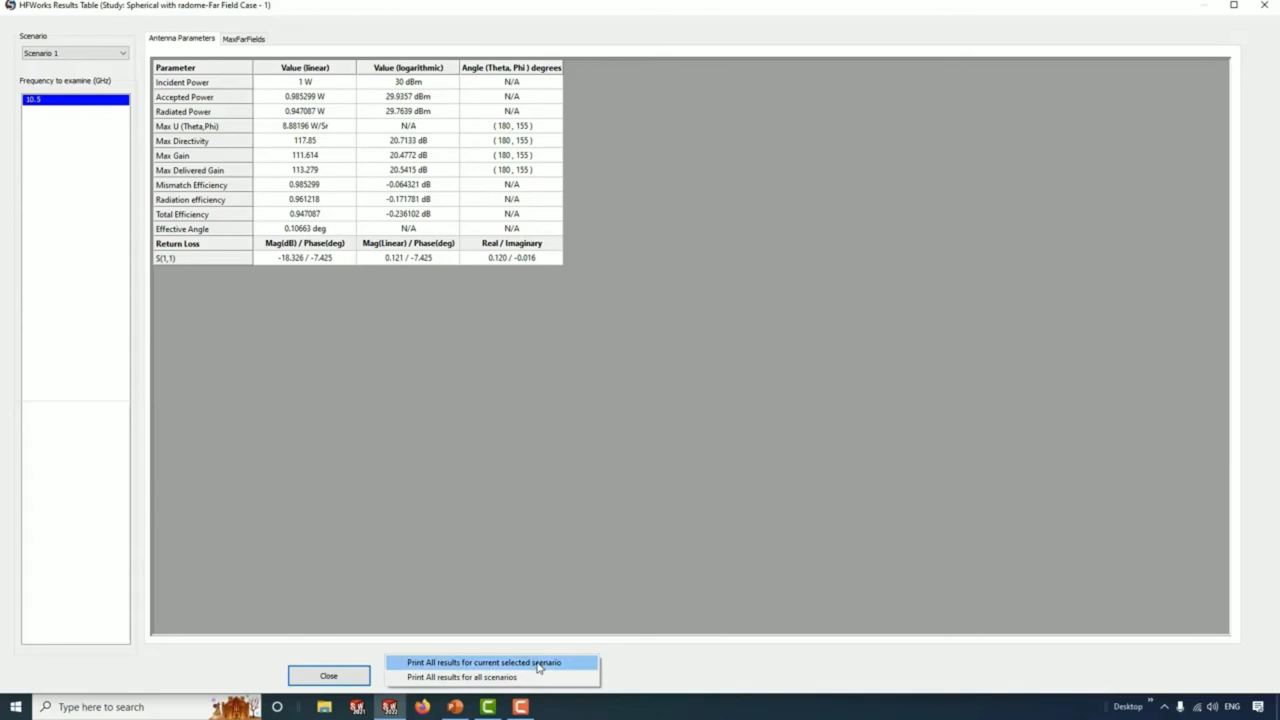 HFWorks Results Table (Study: Spherical with radome-Far Field Case - 1)
Scenario
Scenario 1
Frequency to examine (GHz)
10.5
Antenna Parameters MaxFarFields
Parameter Value (linear) Value (logarithmic) Angle (Theta, Phi ) degrees
Incident Power 1 W 30 dBm N/A
Accepted Power 0.985299 W 29.9357 dBm N/A
Radiated Power 0.947087 W 29.7639 dBm N/A
Max U (Theta,Phi) 8.88196 W/Sr N/A ( 180 , 155 )
Max Directivity 117.85 20.7133 dB ( 180 , 155 )
Max Gain 111.614 20.4772 dB ( 180 , 155 )
Max Delivered Gain 113.279 20.5415 dB ( 180 , 155 )
Mismatch Efficiency 0.985299 -0.064321 dB N/A
Radiation efficiency 0.961218 -0.171781 dB N/A
Total Efficiency 0.947087 -0.236102 dB N/A
Effective Angle 0.10663 deg N/A N/A
Return Loss Mag(dB) / Phase(deg) Mag(Linear) / Phase(deg) Real / Imaginary
S(1,1) -18.326 / -7.425 0.121 / -7.425 0.120 / -0.016
Print All results for current selected scenario
Print All results for all scenarios
Close
Type here to search
2021
2022
Desktop
ENG